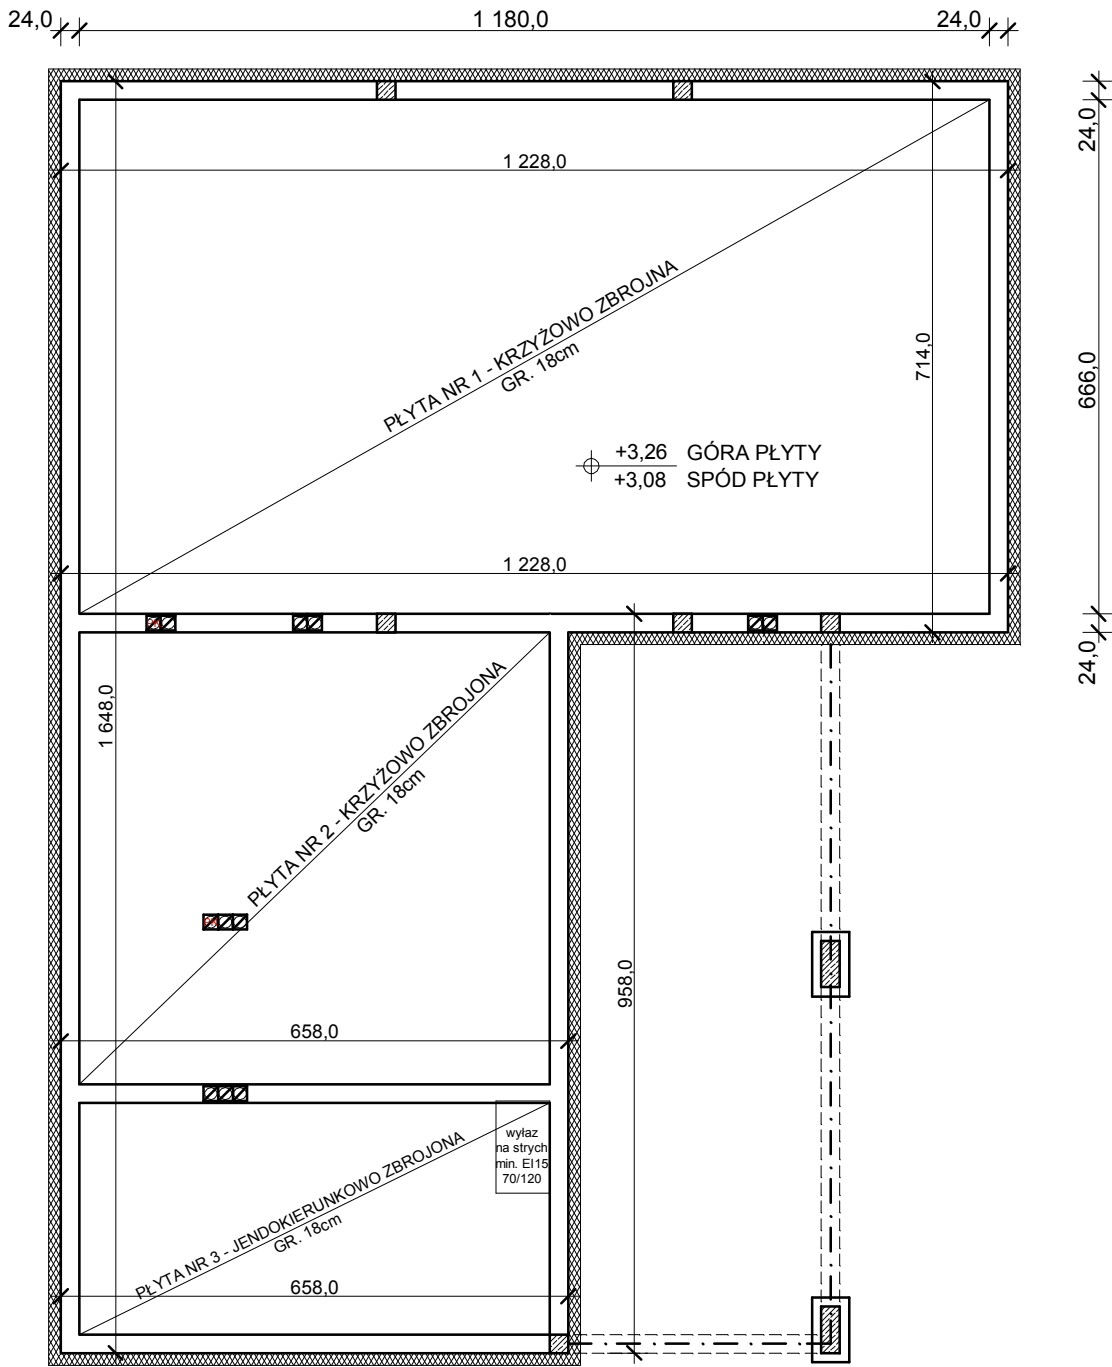 24,0
1 180,0
24,0
24,0
1 228,0
PŁYTA NR 1 - KRZYŻOWO ZBROJNA
GR. 18cm
714,0
666,0
+3,26 GÓRA PŁYTY
+3,08 SPÓD PŁYTY
1 228,0
24,0
1 648,0
PŁYTA NR 2 - KRZYŻOWO ZBROJONA
GR. 18cm
958,0
658,0
wyłaz
na strych
min. EI15
70/120
PŁYTA NR 3 - JENDOKIERUNKOWO ZBROJONA
GR. 18cm
658,0